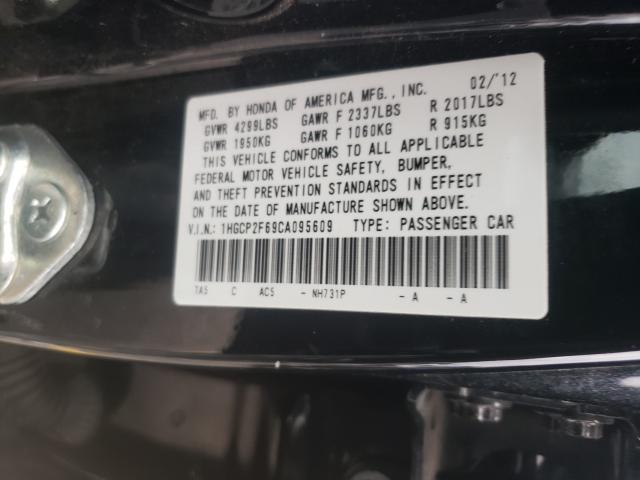 MFD. BY HONDA OF AMERICA MFG., INC. 02/'12
GVWR 4299LBS GAWR F 2337LBS R 2017LBS
GVWR 1950KG GAWR F 1060KG R 915KG
THIS VEHICLE CONFORMS TO ALL APPLICABLE
FEDERAL MOTOR VEHICLE SAFETY, BUMPER,
AND THEFT PREVENTION STANDARDS IN EFFECT
ON THE DATE OF MANUFACTURE SHOWN ABOVE.
V.I.N.: 1HGCP2F69CA095609 TYPE: PASSENGER CAR
TA5 C AC5 - NH731P - A - A